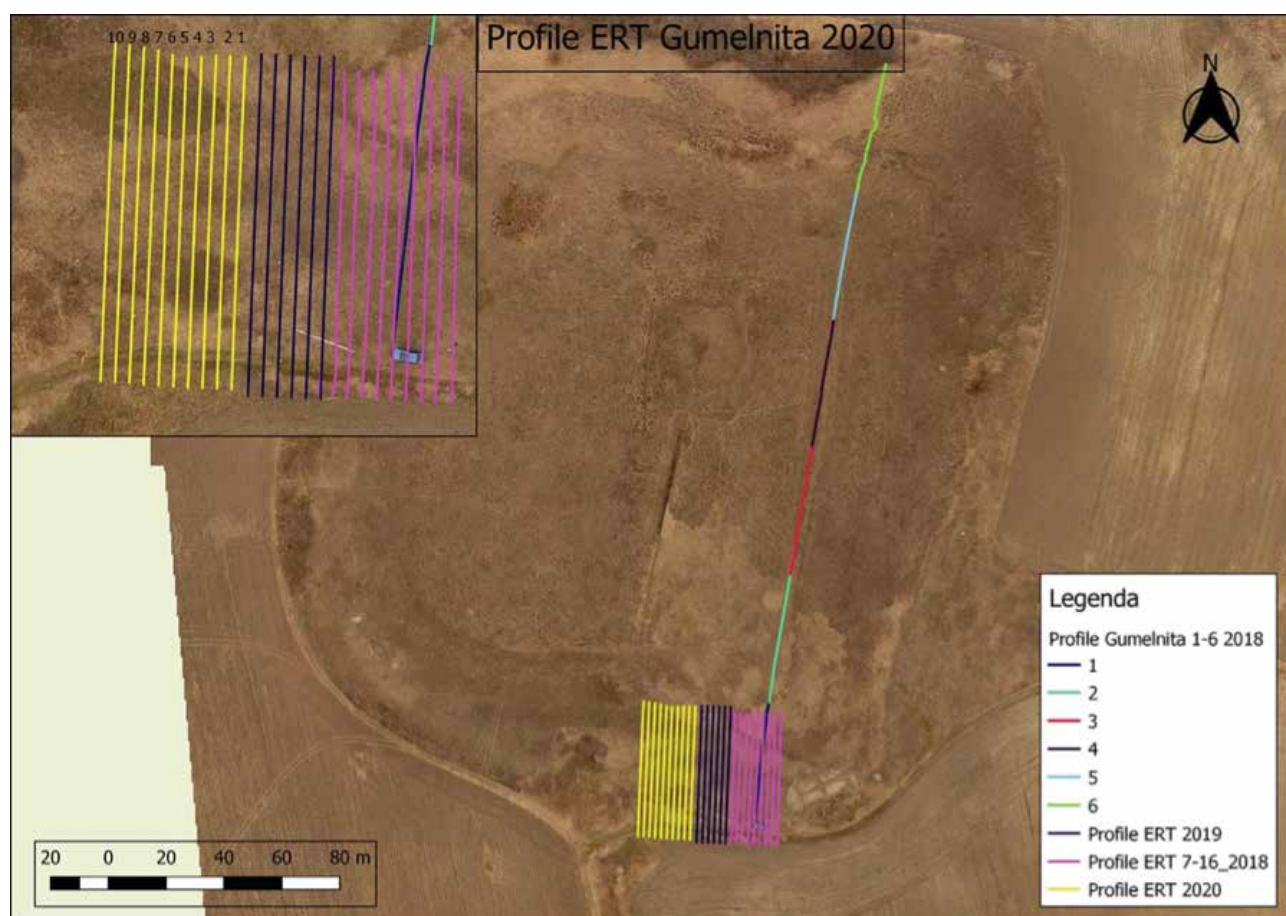 Profile ERT Gumelnita 2020
10 9 8 7 6 5 4 3 2 1
N
Legenda
Profile Gumelnita 1-6 2018
1
2
3
4
5
6
Profile ERT 2019
Profile ERT 7-16_2018
Profile ERT 2020
20 0 20 40 60 80 m